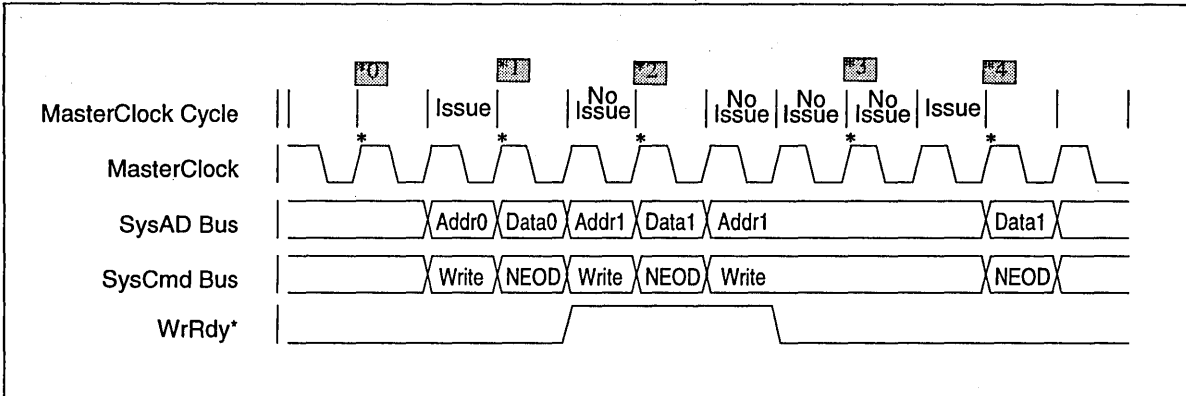 *0 *1 *2 *3 *4
MasterClock Cycle Issue No Issue No Issue No Issue No Issue Issue
* * * * *
MasterClock
SysAD Bus Addr0 Data0 Addr1 Data1 Addr1 Data1
SysCmd Bus Write NEOD Write NEOD Write NEOD
WrRdy*